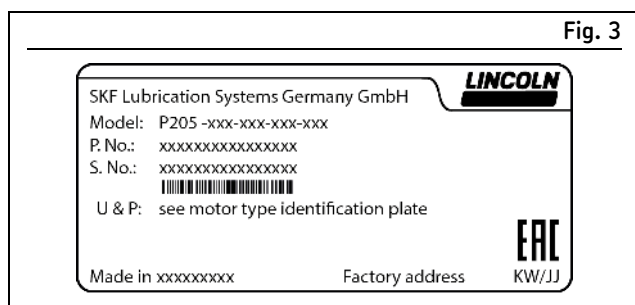 Fig. 3
LINCOLN
SKF Lubrication Systems Germany GmbH
Model: P205 -xxx-xxx-xxx-xxx
P. No.: xxxxxxxxxxxxxxxx
S. No.: xxxxxxxxxxxxxxxx
U & P: see motor type identification plate
EAC
Made in xxxxxxxxx Factory address KW/JJ